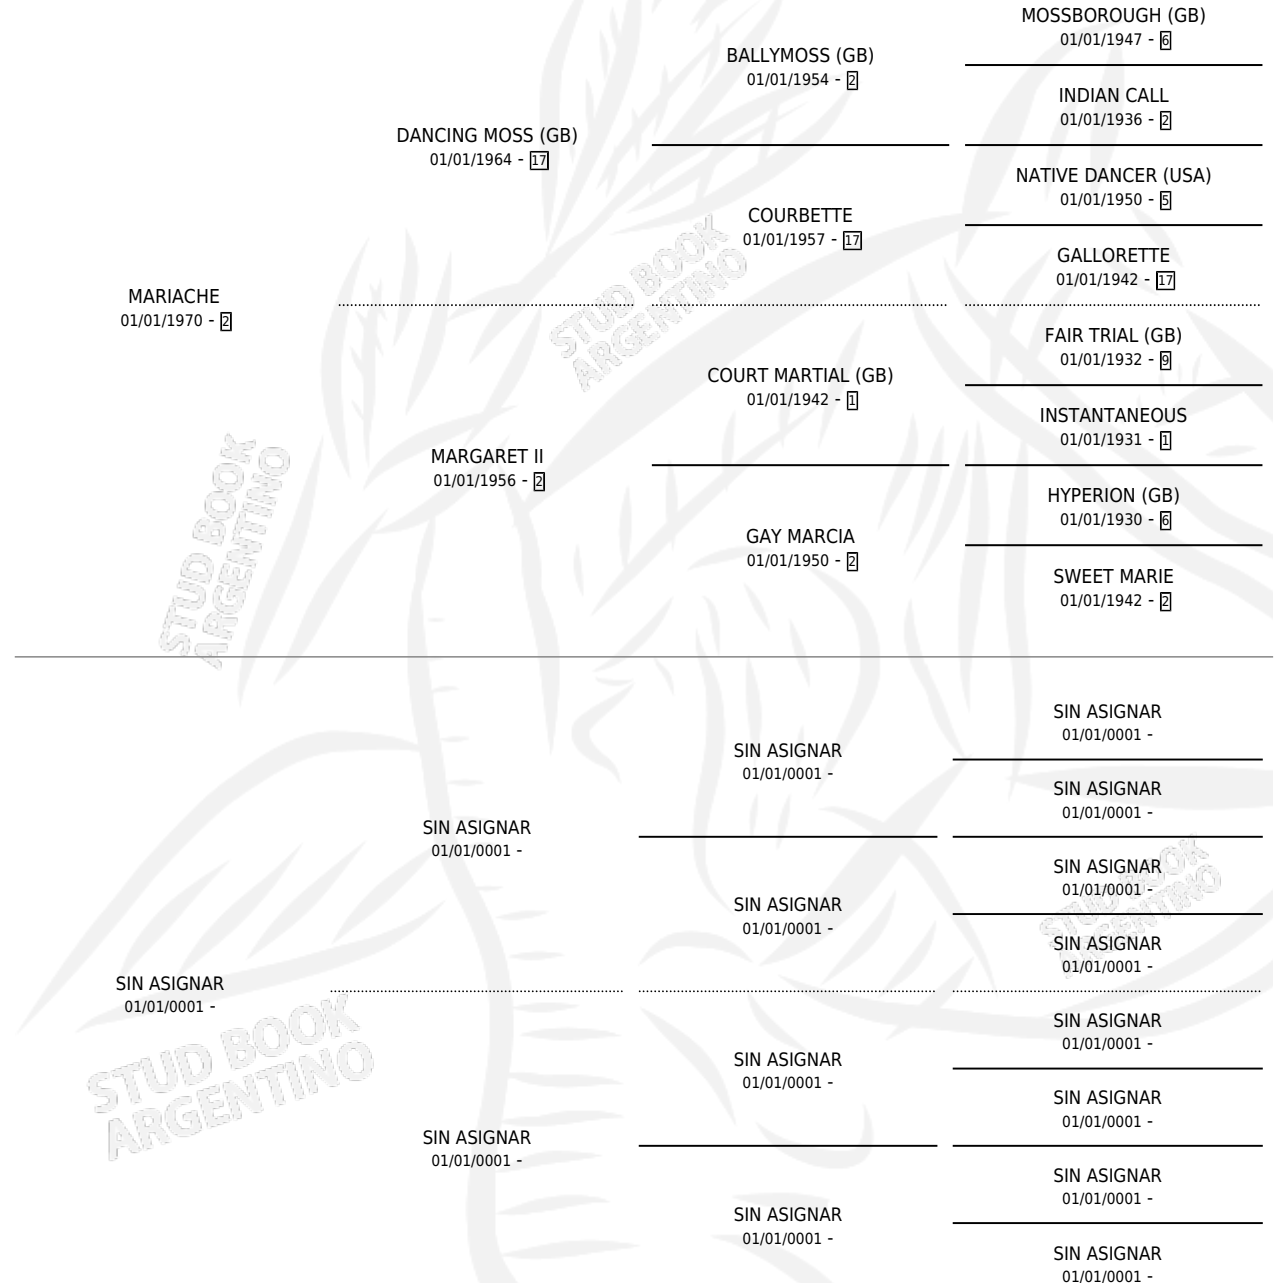 MOSSBOROUGH (GB)
01/01/1947 - 6
BALLYMOSS (GB)
01/01/1954 - 2
INDIAN CALL
01/01/1936 - 2
DANCING MOSS (GB)
01/01/1964 - 17
NATIVE DANCER (USA)
01/01/1950 - 5
COURBETTE
01/01/1957 - 17
GALLORETTE
01/01/1942 - 17
MARIACHE
01/01/1970 - 2
STUD BOOK
ARGENTINO
FAIR TRIAL (GB)
01/01/1932 - 9
COURT MARTIAL (GB)
01/01/1942 - 1
INSTANTANEOUS
01/01/1931 - 1
MARGARET II
01/01/1956 - 2
HYPERION (GB)
01/01/1930 - 6
GAY MARCIA
01/01/1950 - 2
SWEET MARIE
01/01/1942 - 2
STUD BOOK
ARGENTINO
SIN ASIGNAR
01/01/0001 -
SIN ASIGNAR
01/01/0001 -
SIN ASIGNAR
01/01/0001 -
SIN ASIGNAR
01/01/0001 -
SIN ASIGNAR
01/01/0001 -
SIN ASIGNAR
01/01/0001 -
SIN ASIGNAR
01/01/0001 -
STUD BOOK
ARGENTINO
SIN ASIGNAR
01/01/0001 -
STUD BOOK
ARGENTINO
SIN ASIGNAR
01/01/0001 -
SIN ASIGNAR
01/01/0001 -
SIN ASIGNAR
01/01/0001 -
SIN ASIGNAR
01/01/0001 -
SIN ASIGNAR
01/01/0001 -
SIN ASIGNAR
01/01/0001 -
SIN ASIGNAR
01/01/0001 -